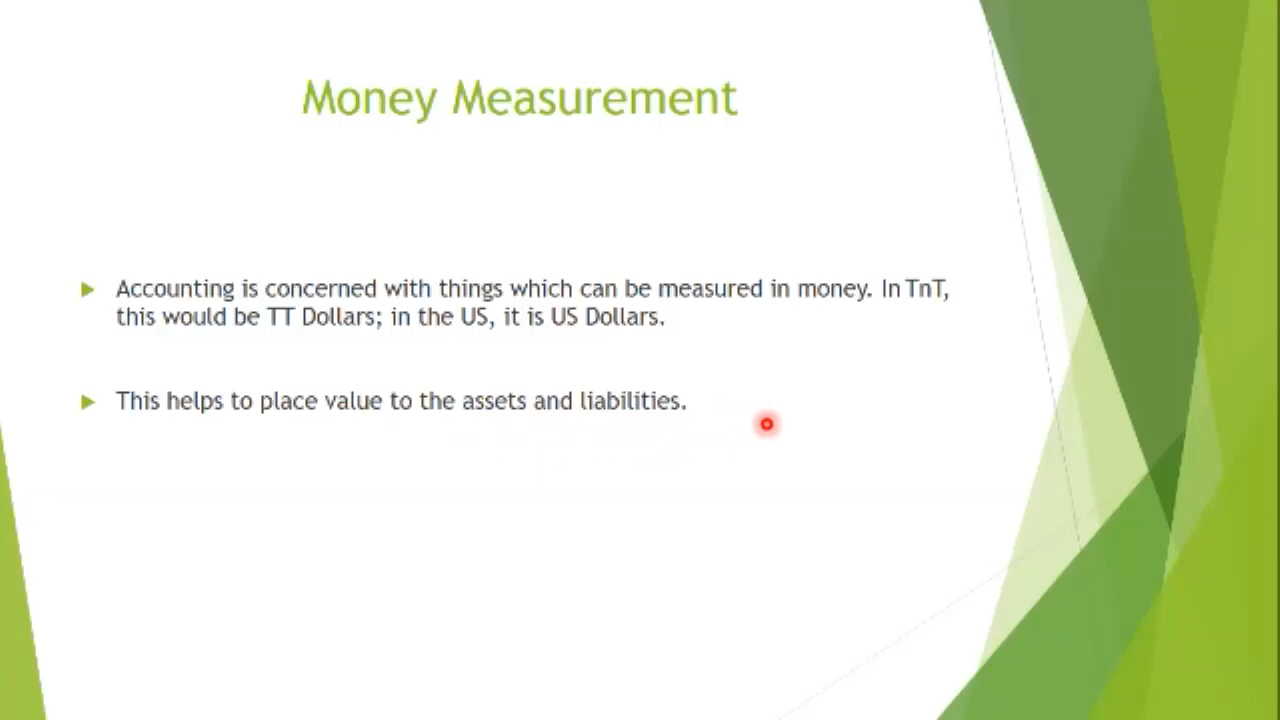 Money Measurement
Accounting is concerned with things which can be measured in money. In TnT,
this would be TT Dollars; in the US, it is US Dollars.
This helps to place value to the assets and liabilities.